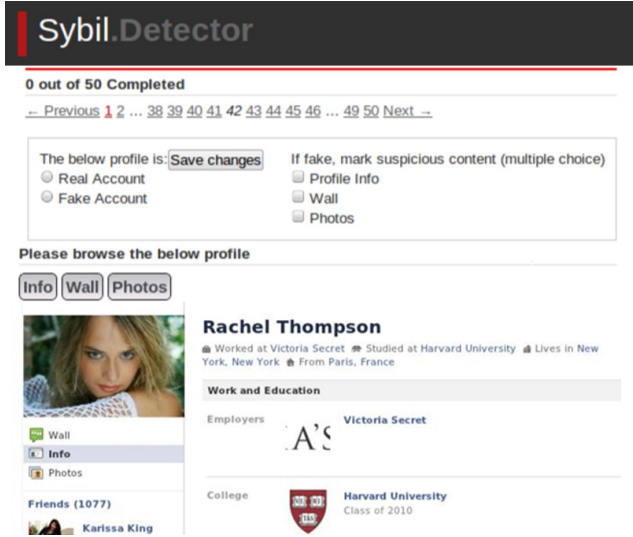 Sybil.Detector
0 out of 50 Completed
← Previous 1 2 ... 38 39 40 41 42 43 44 45 46 ... 49 50 Next →
The below profile is: Save changes
If fake, mark suspicious content (multiple choice)
Real Account
Profile Info
Fake Account
Wall
Photos
Please browse the below profile
Info Wall Photos
Rachel Thompson
Worked at Victoria Secret Studied at Harvard University Lives in New
York, New York From Paris, France
Work and Education
Employers
Victoria Secret
A'S
Wall
Info
Photos
College
Harvard University
Class of 2010
Friends (1077)
Karissa King